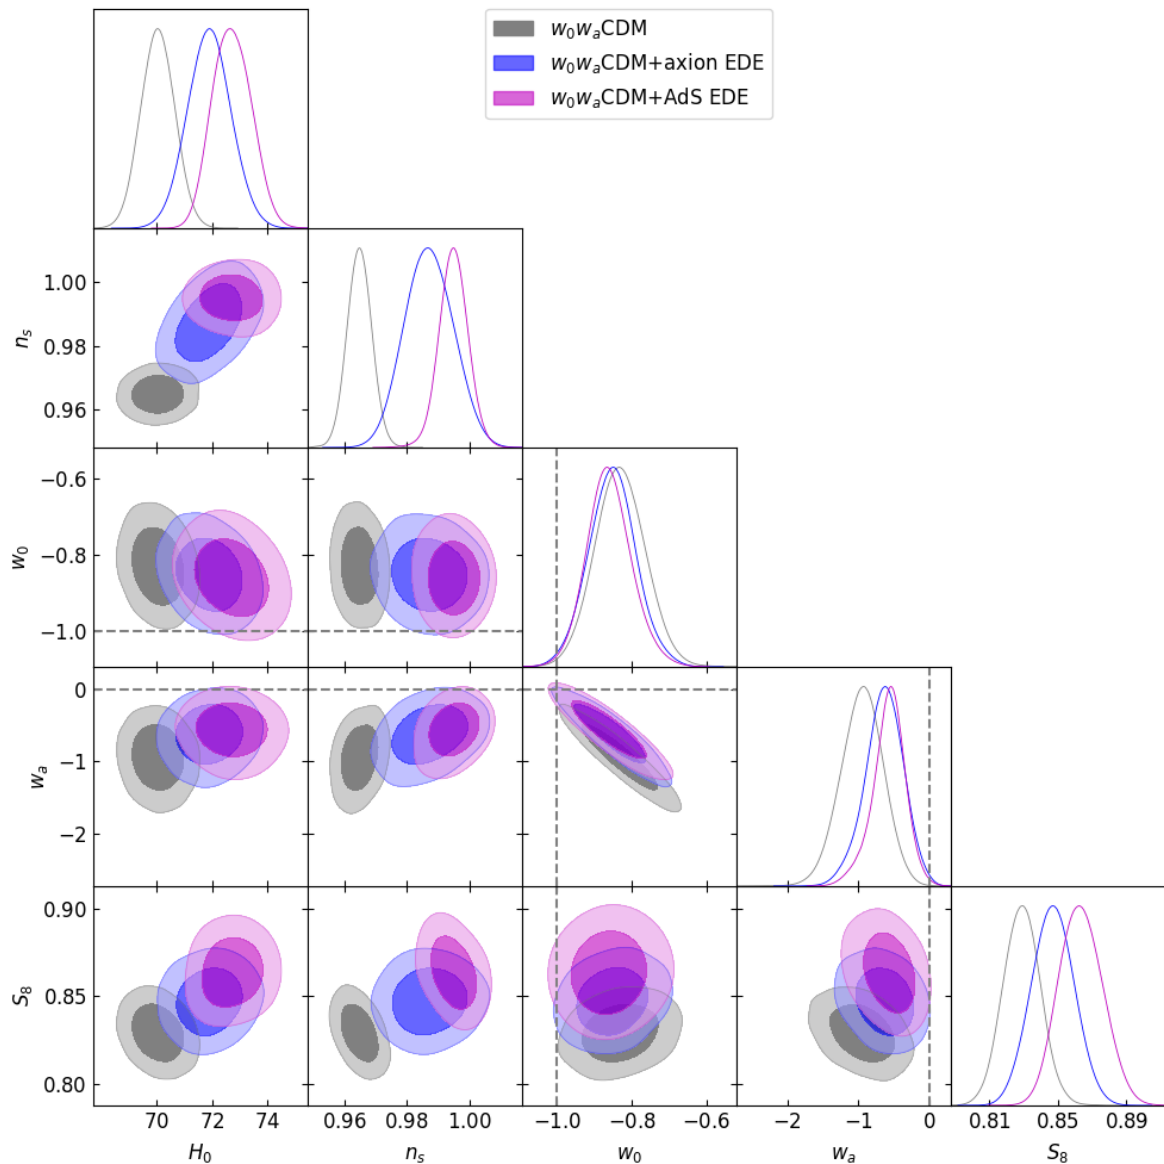 w₀wₐCDM
w₀wₐCDM+axion EDE
w₀wₐCDM+AdS EDE
1.00
0.98
0.96
nₛ
−0.6
−0.8
−1.0
w₀
0
−1
−2
wₐ
0.90
0.85
0.80
S₈
70 72 74 0.96 0.98 1.00 −1.0 −0.8 −0.6 −2 −1 0 0.81 0.85 0.89
H₀ nₛ w₀ wₐ S₈